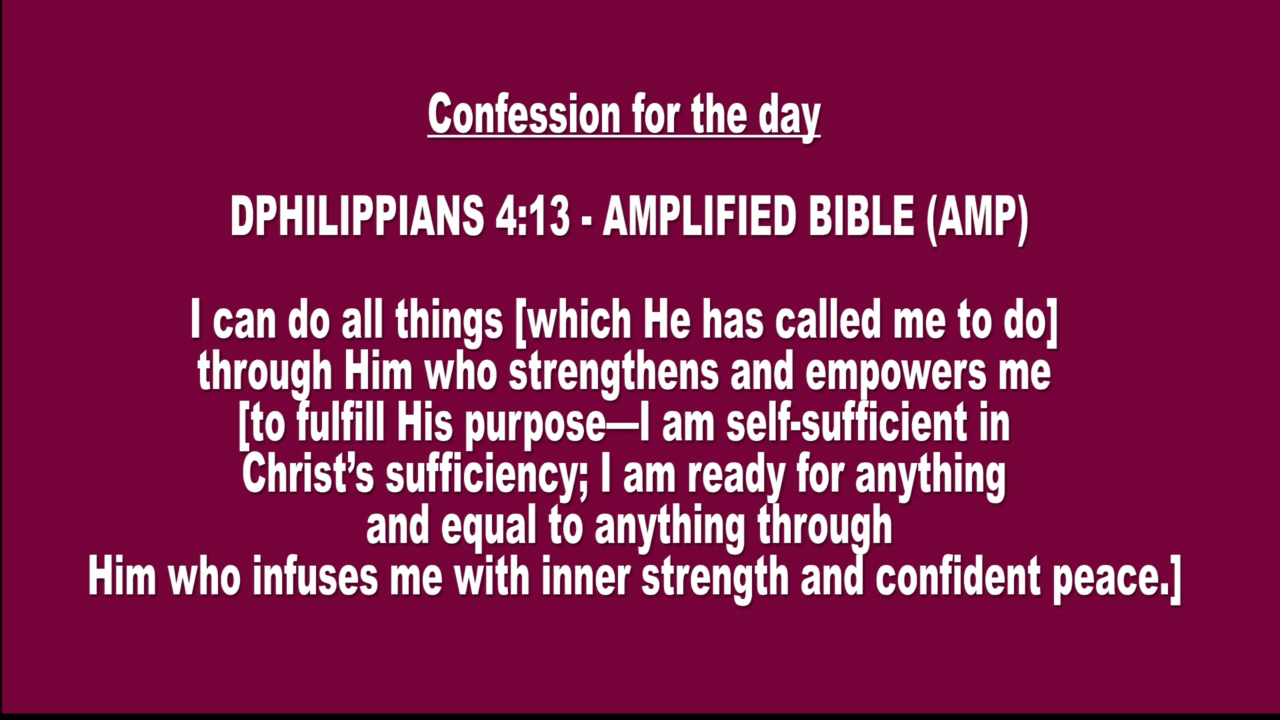 Confession for the day
DPHILIPPIANS 4:13 - AMPLIFIED BIBLE (AMP)
I can do all things [which He has called me to do]
through Him who strengthens and empowers me
[to fulfill His purpose—I am self-sufficient in
Christ’s sufficiency; I am ready for anything
and equal to anything through
Him who infuses me with inner strength and confident peace.]